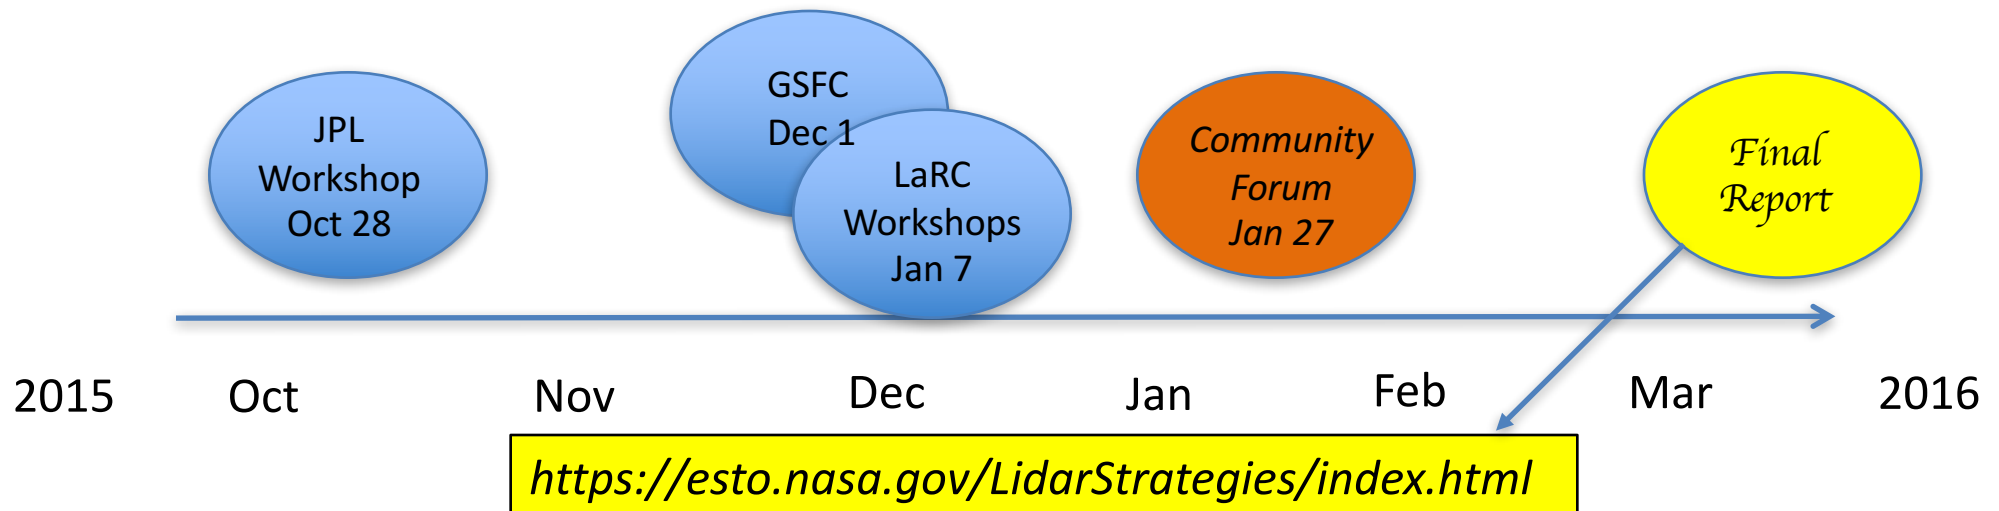 JPL
Workshop
Oct 28
GSFC
Dec 1
LaRC
Workshops
Jan 7
Community
Forum
Jan 27
Final
Report
2015 Oct Nov Dec Jan Feb Mar 2016
https://esto.nasa.gov/LidarStrategies/index.html